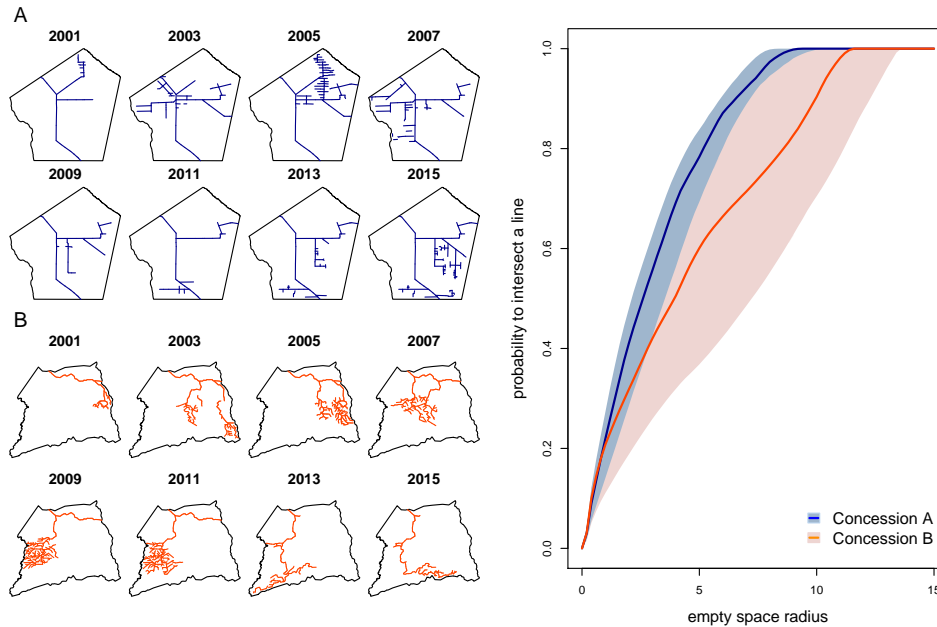 A
2001 2003 2005 2007
2009 2011 2013 2015
B
2001 2003 2005 2007
2009 2011 2013 2015
probability to intersect a line
1.0
0.8
0.6
0.4
0.2
0.0
Concession A
Concession B
0 5 10 15
empty space radius